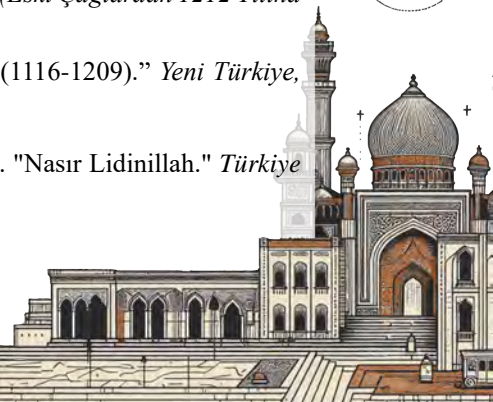 (Eski Çağlardan 1212 Yılına
(1116-1209).” Yeni Türkiye,
. "Nasır Lidinillah." Türkiye